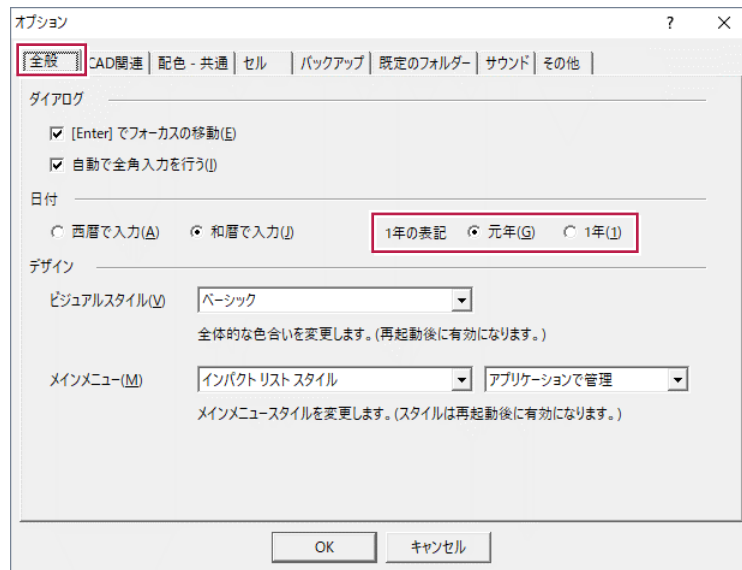 オプション ? ×
全般 CAD関連 配色 - 共通 セル バックアップ 既定のフォルダー サウンド その他
ダイアログ
[Enter] でフォーカスの移動(E)
自動で全角入力を行う(I)
日付
西暦で入力(A) 和暦で入力(J) 1年の表記 元年(G) 1年(1)
デザイン
ビジュアルスタイル(V) ベーシック
全体的な色合いを変更します。(再起動後に有効になります。)
メインメニュー(M) インパクト リスト スタイル アプリケーションで管理
メインメニュースタイルを変更します。(スタイルは再起動後に有効になります。)
OK キャンセル